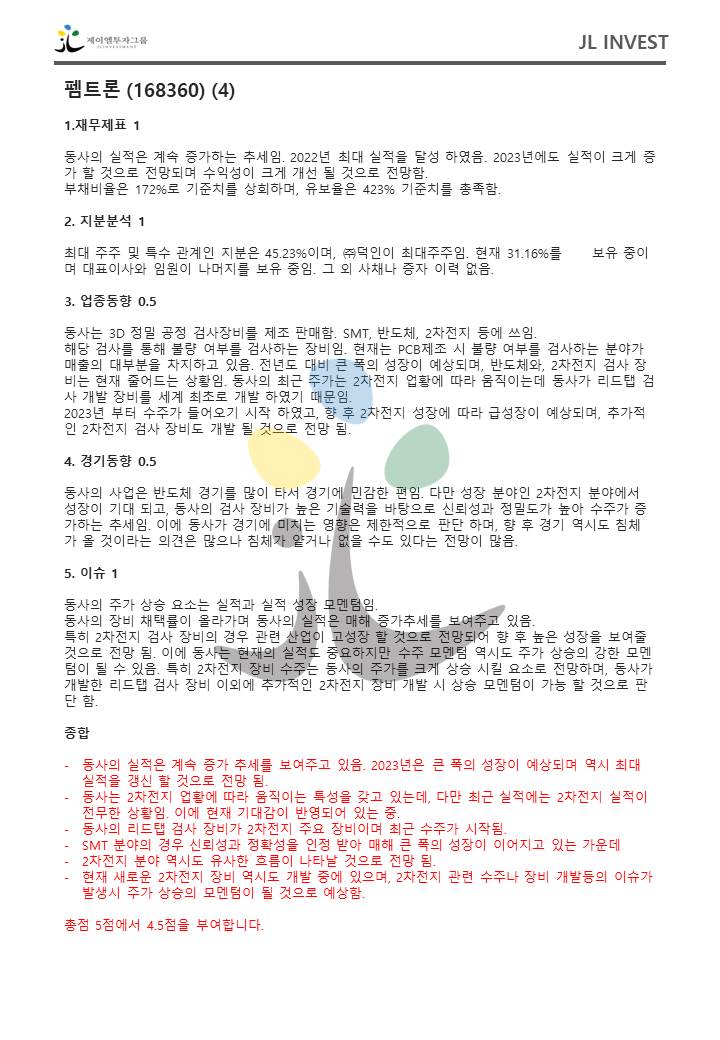 제이엘투자그룹
JLINVESTMENT
JL INVEST
펨트론 (168360) (4)
1.재무제표 1
동사의 실적은 계속 증가하는 추세임. 2022년 최대 실적을 달성 하였음. 2023년에도 실적이 크게 증
가 할 것으로 전망되며 수익성이 크게 개선 될 것으로 전망함.
부채비율은 172%로 기준치를 상회하며, 유보율은 423% 기준치를 충족함.
2. 지분분석 1
최대 주주 및 특수 관계인 지분은 45.23%이며, ㈜덕인이 최대주주임. 현재 31.16%를 보유 중이
며 대표이사와 임원이 나머지를 보유 중임. 그 외 사채나 증자 이력 없음.
3. 업종동향 0.5
동사는 3D 정밀 공정 검사장비를 제조 판매함. SMT, 반도체, 2차전지 등에 쓰임.
해당 검사를 통해 불량 여부를 검사하는 장비임. 현재는 PCB제조 시 불량 여부를 검사하는 분야가
매출의 대부분을 차지하고 있음. 전년도 대비 큰 폭의 성장이 예상되며, 반도체와, 2차전지 검사 장
비는 현재 줄어드는 상황임. 동사의 최근 주가는 2차전지 업황에 따라 움직이는데 동사가 리드탭 검
사 개발 장비를 세계 최초로 개발 하였기 때문임.
2023년 부터 수주가 들어오기 시작 하였고, 향 후 2차전지 성장에 따라 급성장이 예상되며, 추가적
인 2차전지 검사 장비도 개발 될 것으로 전망 됨.
4. 경기동향 0.5
동사의 사업은 반도체 경기를 많이 타서 경기에 민감한 편임. 다만 성장 분야인 2차전지 분야에서
성장이 기대 되고, 동사의 검사 장비가 높은 기술력을 바탕으로 신뢰성과 정밀도가 높아 수주가 증
가하는 추세임. 이에 동사가 경기에 미치는 영향은 제한적으로 판단 하며, 향 후 경기 역시도 침체
가 올 것이라는 의견은 많으나 침체가 얕거나 없을 수도 있다는 전망이 많음.
5. 이슈 1
동사의 주가 상승 요소는 실적과 실적 성장 모멘텀임.
동사의 장비 채택률이 올라가며 동사의 실적은 매해 증가추세를 보여주고 있음.
특히 2차전지 검사 장비의 경우 관련 산업이 고성장 할 것으로 전망되어 향 후 높은 성장을 보여줄
것으로 전망 됨. 이에 동사는 현재의 실적도 중요하지만 수주 모멘텀 역시도 주가 상승의 강한 모멘
텀이 될 수 있음. 특히 2차전지 장비 수주는 동사의 주가를 크게 상승 시킬 요소로 전망하며, 동사가
개발한 리드탭 검사 장비 이외에 추가적인 2차전지 장비 개발 시 상승 모멘텀이 가능 할 것으로 판
단 함.
종합
- 동사의 실적은 계속 증가 추세를 보여주고 있음. 2023년은 큰 폭의 성장이 예상되며 역시 최대
실적을 갱신 할 것으로 전망 됨.
- 동사는 2차전지 업황에 따라 움직이는 특성을 갖고 있는데, 다만 최근 실적에는 2차전지 실적이
전무한 상황임. 이에 현재 기대감이 반영되어 있는 중.
- 동사의 리드탭 검사 장비가 2차전지 주요 장비이며 최근 수주가 시작됨.
- SMT 분야의 경우 신뢰성과 정확성을 인정 받아 매해 큰 폭의 성장이 이어지고 있는 가운데
- 2차전지 분야 역시도 유사한 흐름이 나타날 것으로 전망 됨.
- 현재 새로운 2차전지 장비 역시도 개발 중에 있으며, 2차전지 관련 수주나 장비 개발등의 이슈가
발생시 주가 상승의 모멘텀이 될 것으로 예상함.
총점 5점에서 4.5점을 부여합니다.